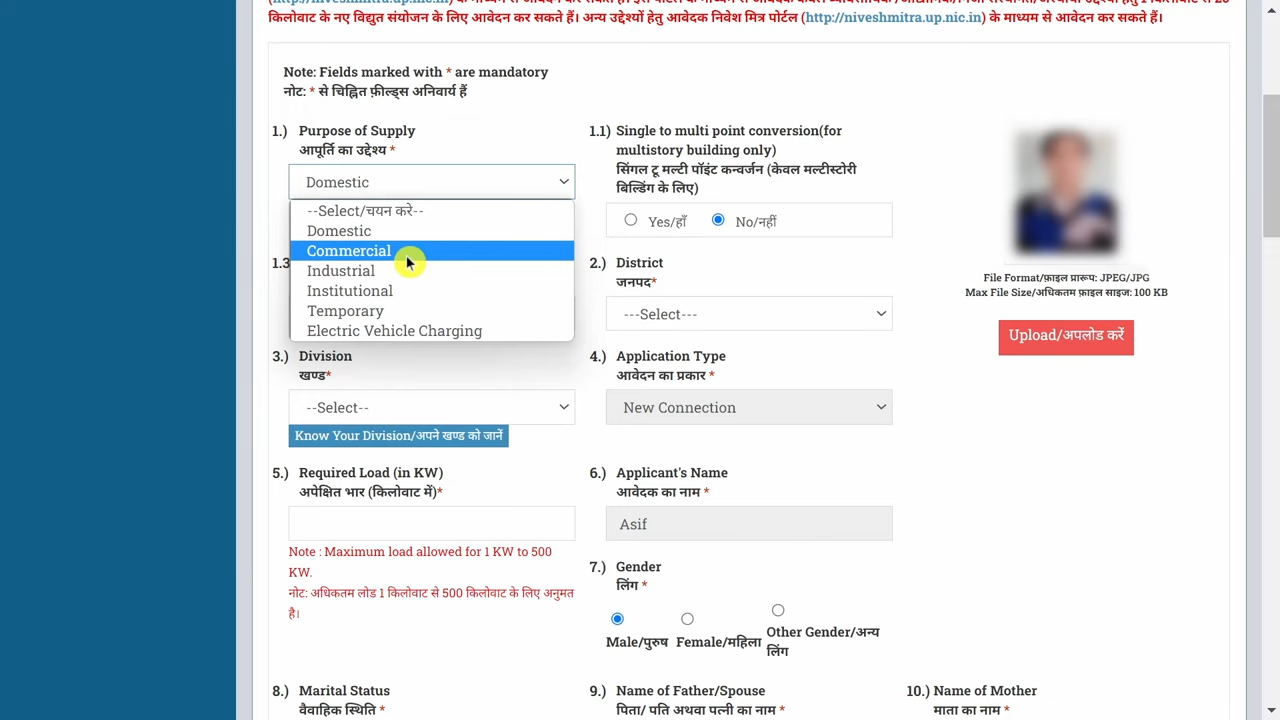 किलोवाट के नए विद्युत संयोजन के लिए आवेदन कर सकते हैं। अन्य उद्देश्यों हेतु आवेदक निवेश मित्र पोर्टल (http://niveshmitra.up.nic.in) के माध्यम से आवेदन कर सकते हैं।
Note: Fields marked with * are mandatory
नोट: * से चिह्नित फ़ील्ड्स अनिवार्य हैं
1.) Purpose of Supply
आपूर्ति का उद्देश्य *
Domestic
--Select/चयन करे--
Domestic
Commercial
Industrial
Institutional
Temporary
Electric Vehicle Charging
1.1) Single to multi point conversion(for
multistory building only)
सिंगल टू मल्टी पॉइंट कन्वर्जन (केवल मल्टीस्टोरी
बिल्डिंग के लिए)
Yes/हाँ No/नहीं
File Format/फ़ाइल प्रारूप: JPEG/JPG
Max File Size/अधिकतम फ़ाइल साइज: 100 KB
Upload/अपलोड करें
1.3
2.) District
जनपद*
---Select---
3.) Division
खण्ड*
--Select--
Know Your Division/अपने खण्ड को जानें
4.) Application Type
आवेदन का प्रकार *
New Connection
5.) Required Load (in KW)
अपेक्षित भार (किलोवाट में)*
Note : Maximum load allowed for 1 KW to 500
KW.
नोट: अधिकतम लोड 1 किलोवाट से 500 किलोवाट के लिए अनुमत
है।
6.) Applicant's Name
आवेदक का नाम *
Asif
7.) Gender
लिंग *
Male/पुरुष Female/महिला Other Gender/अन्य
लिंग
8.) Marital Status
वैवाहिक स्थिति *
9.) Name of Father/Spouse
पिता/ पति अथवा पत्नी का नाम *
10.) Name of Mother
माता का नाम *